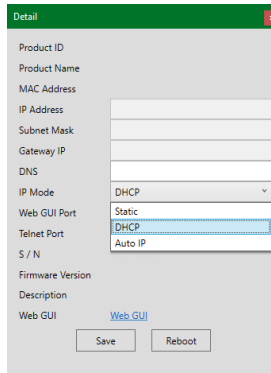 Detail
Product ID
Product Name
MAC Address
IP Address
Subnet Mask
Gateway IP
DNS
IP Mode DHCP
Web GUI Port Static
DHCP
Telnet Port
Auto IP
S / N
Firmware Version
Description
Web GUI Web GUI
Save Reboot